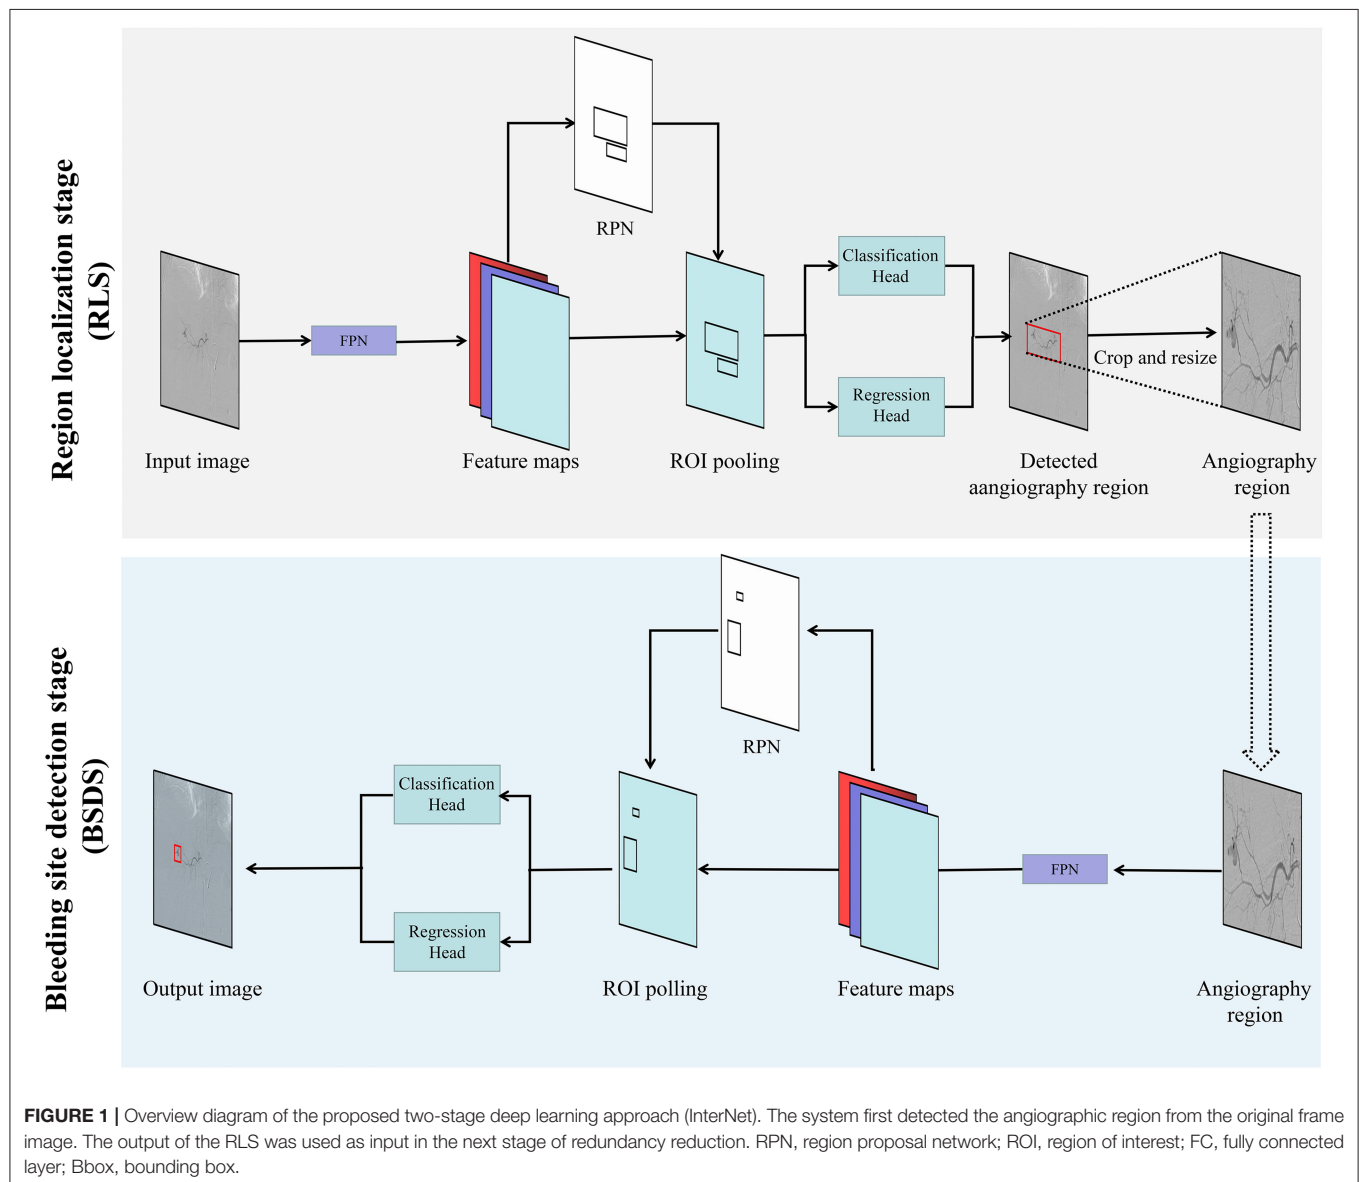 Region localization stage
(RLS)
RPN
FPN
Classification
Head
Regression
Head
Crop and resize
Input image
Feature maps
ROI pooling
Detected
aangiography region
Angiography
region
Bleeding site detection stage
(BSDS)
RPN
Classification
Head
Regression
Head
FPN
Output image
ROI polling
Feature maps
Angiography
region
FIGURE 1 | Overview diagram of the proposed two-stage deep learning approach (InterNet). The system first detected the angiographic region from the original frame
image. The output of the RLS was used as input in the next stage of redundancy reduction. RPN, region proposal network; ROI, region of interest; FC, fully connected
layer; Bbox, bounding box.